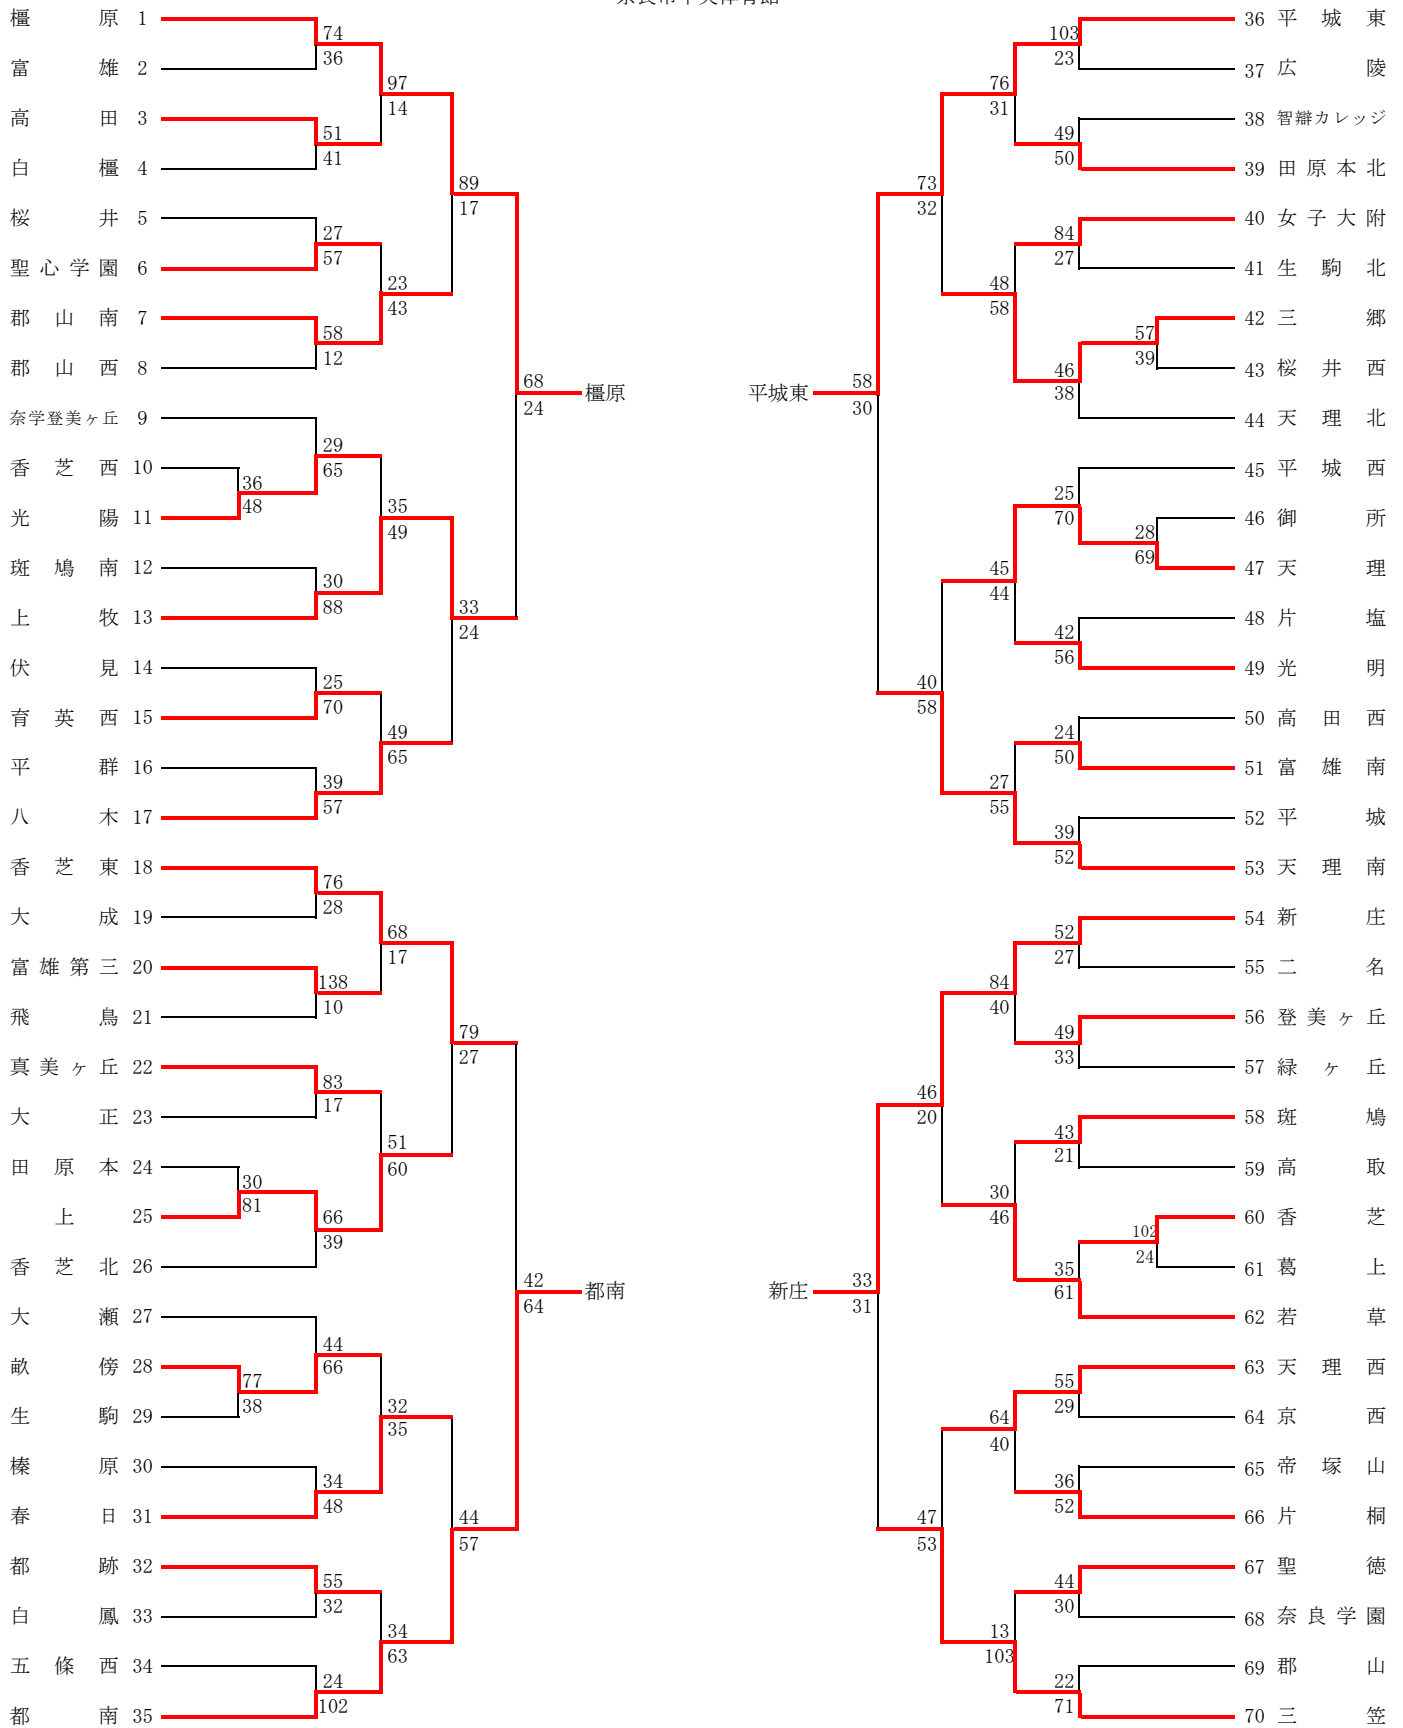 橿原 1
74
36
富雄 2
97
14
高田 3
51
41
白橿 4
89
17
桜井 5
27
57
聖心学園 6
23
43
郡山南 7
58
12
郡山西 8
68
24
橿原
奈学登美ヶ丘 9
29
65
香芝西 10
36
48
光陽 11
35
49
斑鳩南 12
30
88
上牧 13
33
24
伏見 14
25
70
育英西 15
49
65
平群 16
39
57
八木 17
香芝東 18
76
28
大成 19
68
17
富雄第三 20
138
10
飛鳥 21
79
27
真美ヶ丘 22
83
17
大正 23
51
60
田原本 24
30
81
上 25
66
39
香芝北 26
42
64
都南
大瀬 27
44
66
畝傍 28
77
38
生駒 29
32
35
榛原 30
34
48
春日 31
44
57
都跡 32
55
32
白鳳 33
34
63
五條西 34
24
102
都南 35
36 平城東
103
23
37 広陵
76
31
38 智辯カレッジ
49
50
39 田原本北
73
32
40 女子大附
84
27
41 生駒北
48
58
42 三郷
57
39
43 桜井西
46
38
44 天理北
平城東
58
30
45 平城西
25
70
46 御所
28
69
47 天理
45
44
48 片塩
42
56
49 光明
40
58
50 高田西
24
50
51 富雄南
27
55
52 平城
39
52
53 天理南
54 新庄
52
27
55 二名
84
40
56 登美ヶ丘
49
33
57 緑ヶ丘
46
20
58 斑鳩
43
21
59 高取
30
46
60 香芝
102
24
61 葛上
35
61
62 若草
新庄
33
31
63 天理西
55
29
64 京西
64
40
65 帝塚山
36
52
66 片桐
47
53
67 聖徳
44
30
68 奈良学園
13
103
69 郡山
22
71
70 三笠